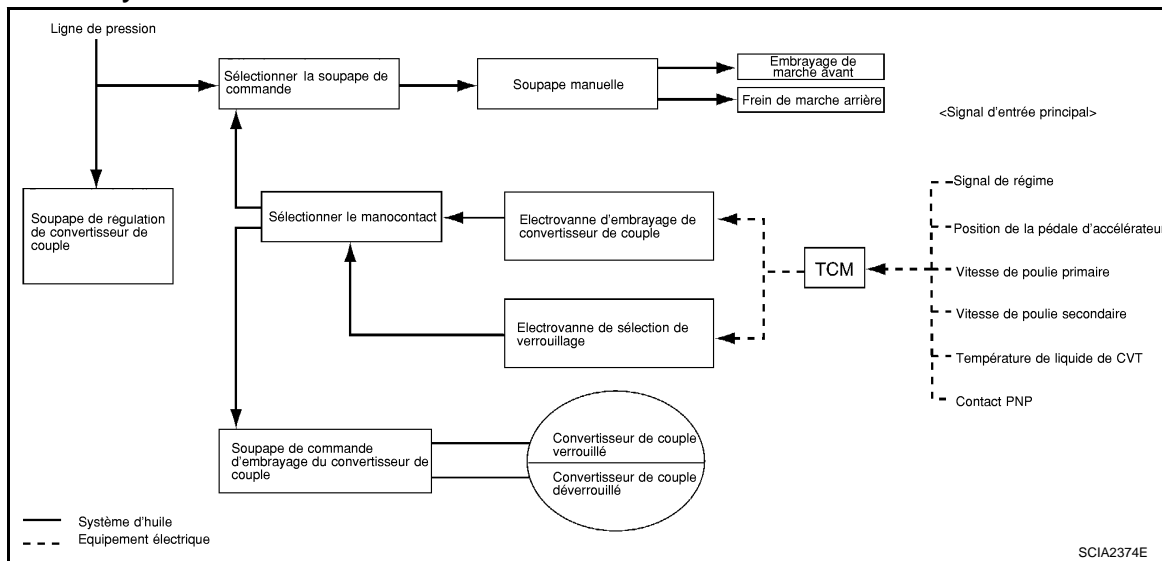 Ligne de pression
Sélectionner la soupape de
commande
Soupape manuelle
Embrayage de
marche avant
Frein de marche arrière
<Signal d'entrée principal>
Soupape de régulation
de convertisseur de
couple
Sélectionner le manocontact
Electrovanne d'embrayage de
convertisseur de couple
Electrovanne de sélection de
verrouillage
TCM
Signal de régime
Position de la pédale d'accélérateur
Vitesse de poulie primaire
Vitesse de poulie secondaire
Température de liquide de CVT
Contact PNP
Soupape de commande
d'embrayage du convertisseur de
couple
Convertisseur de couple
verrouillé
Convertisseur de couple
déverrouillé
Système d'huile
Equipement électrique
SCIA2374E